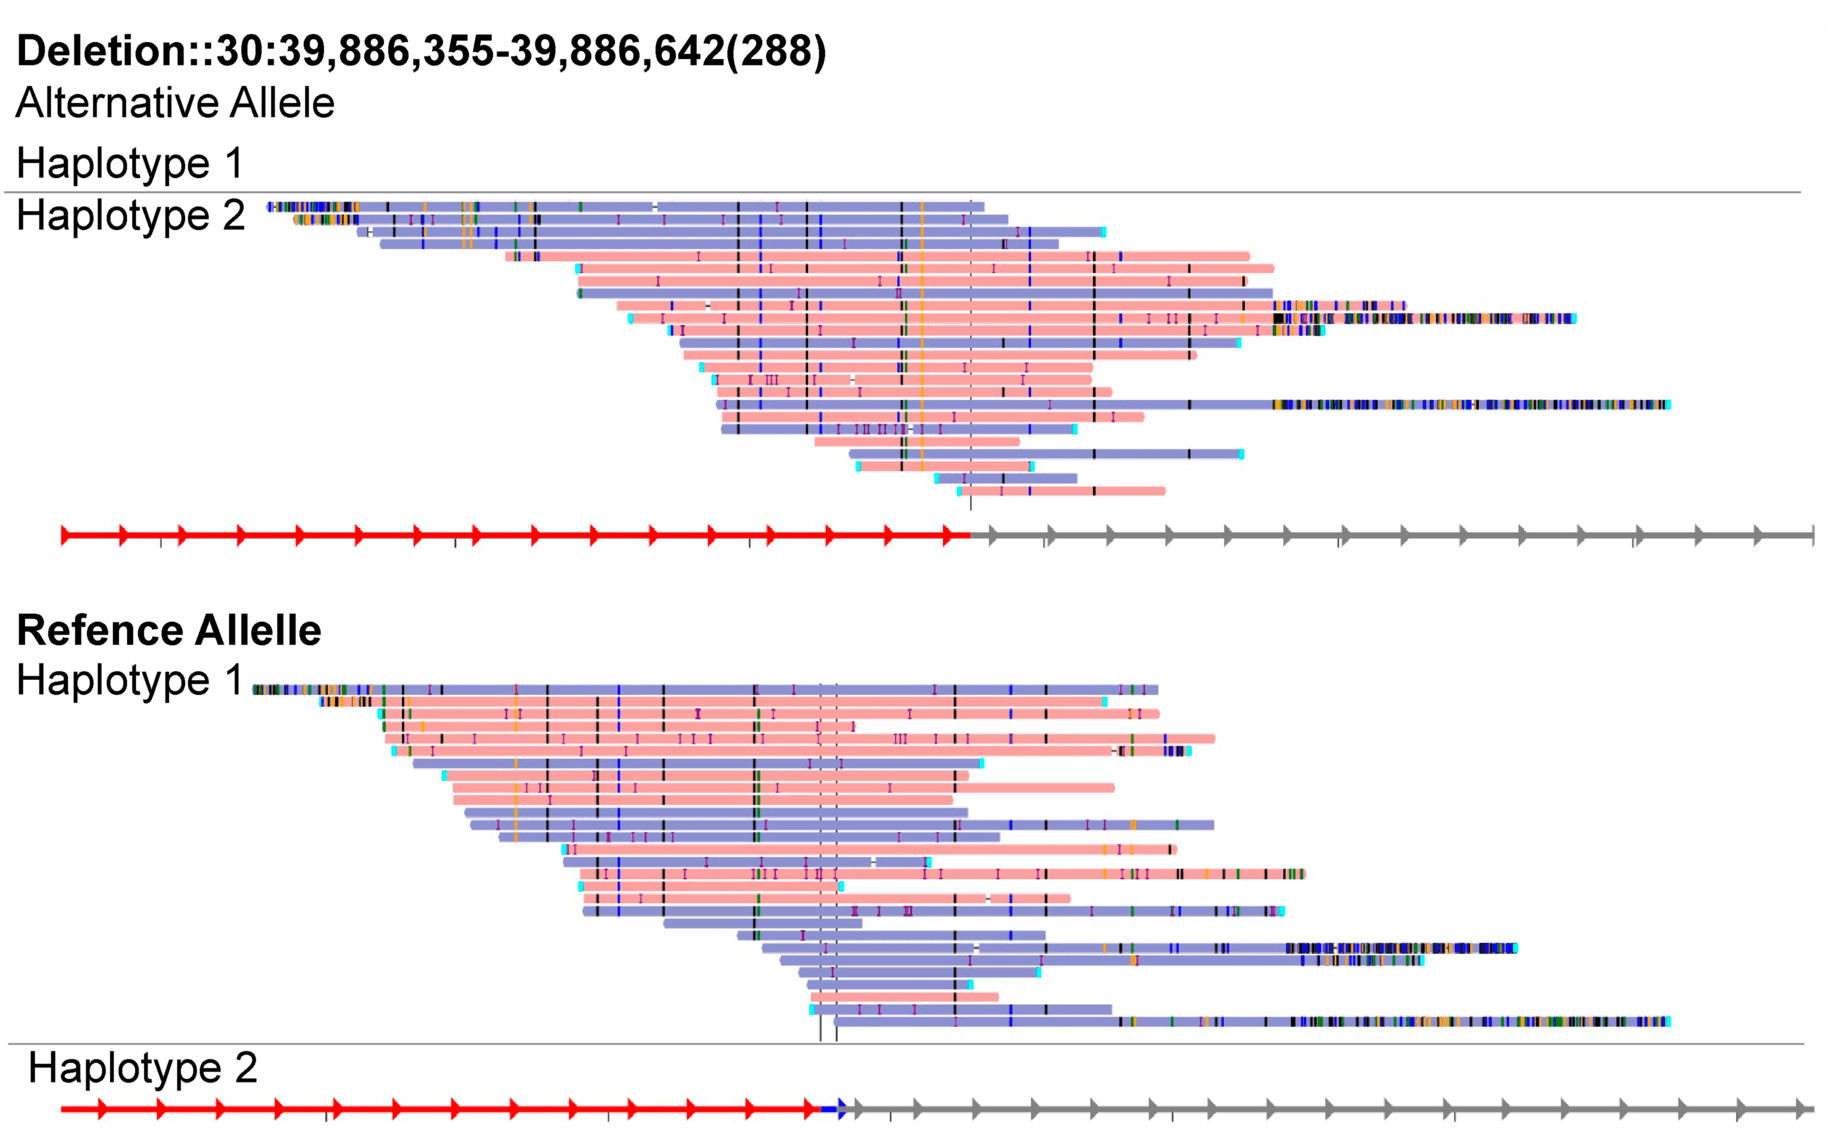 Deletion::30:39,886,355-39,886,642(288)
Alternative Allele
Haplotype 1
Haplotype 2
Refence Allelle
Haplotype 1
Haplotype 2